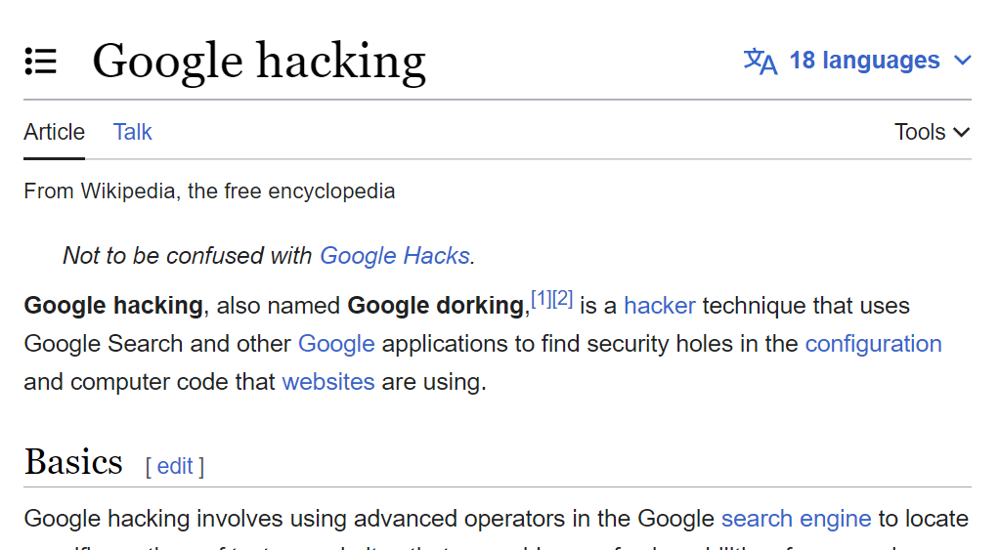 Google hacking
18 languages
Article Talk Tools
From Wikipedia, the free encyclopedia
Not to be confused with Google Hacks.
Google hacking, also named Google dorking,[1][2] is a hacker technique that uses
Google Search and other Google applications to find security holes in the configuration
and computer code that websites are using.
Basics [ edit ]
Google hacking involves using advanced operators in the Google search engine to locate